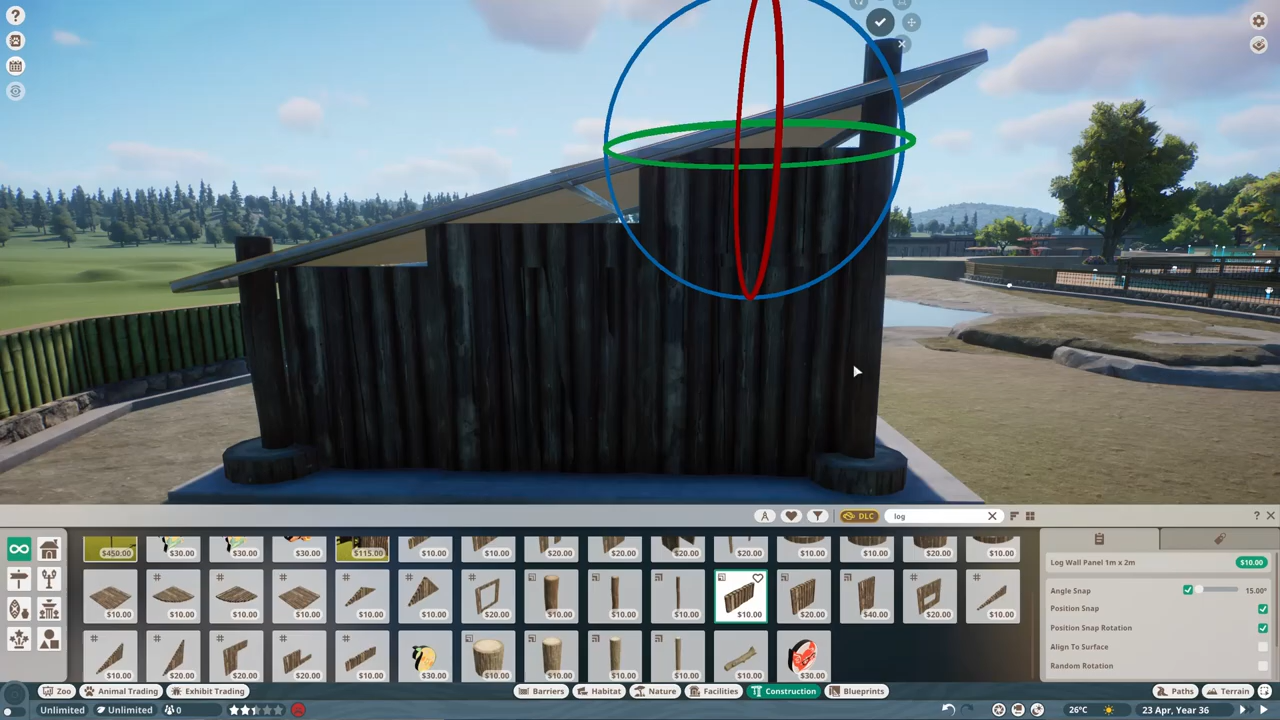 DLC
log
$450.00 $30.00 $30.00 $30.00 $115.00 $10.00 $10.00 $20.00 $20.00 $20.00 $20.00 $10.00 $10.00 $10.00 $10.00
$10.00 $10.00 $10.00 $10.00 $10.00 $10.00 $20.00 $10.00 $10.00 $10.00 $10.00 $20.00 $40.00 $20.00 $10.00
$10.00 $10.00 $20.00 $20.00 $10.00 $20.00 $10.00 $10.00 $10.00 $10.00 $10.00 $30.00
Log Wall Panel 1m x 2m $10.00
Angle Snap 15.00°
Position Snap
Position Snap Rotation
Align To Surface
Random Rotation
Zoo Animal Trading Exhibit Trading Barriers Habitat Nature Facilities Construction Blueprints Paths Terrain
Unlimited Unlimited 0 26°C 23 Apr, Year 36